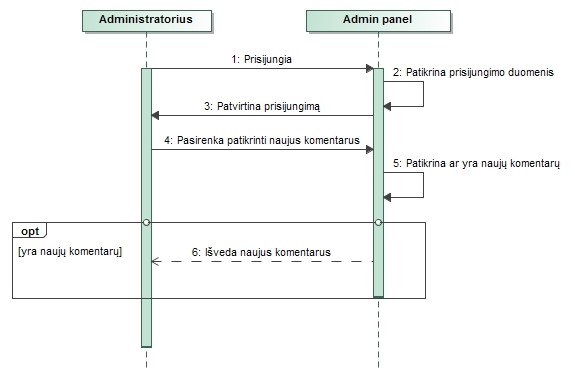 Administratorius
Admin panel
1: Prisijungia
2: Patikrina prisijungimo duomenis
3: Patvirtina prisijungimą
4: Pasirenka patikrinti naujus komentarus
5: Patikrina ar yra naujų komentarų
opt
[yra naujų komentarų]
6: Išveda naujus komentarus